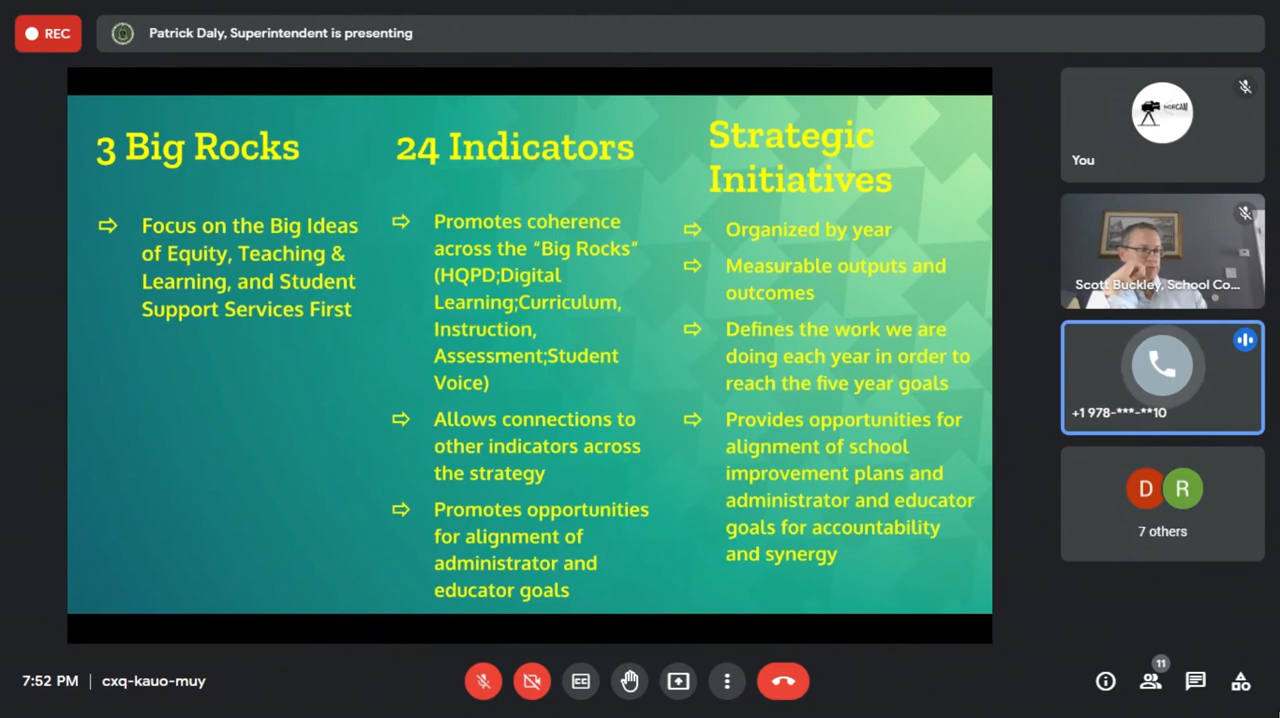 REC
Patrick Daly, Superintendent is presenting
3 Big Rocks
Focus on the Big Ideas
of Equity, Teaching &
Learning, and Student
Support Services First
24 Indicators
Promotes coherence
across the “Big Rocks”
(HQPD;Digital
Learning;Curriculum,
Instruction,
Assessment;Student
Voice)
Allows connections to
other indicators across
the strategy
Promotes opportunities
for alignment of
administrator and
educator goals
Strategic
Initiatives
Organized by year
Measurable outputs and
outcomes
Defines the work we are
doing each year in order to
reach the five year goals
Provides opportunities for
alignment of school
improvement plans and
administrator and educator
goals for accountability
and synergy
NORCAM
You
Scott Buckley, School Co...
+1 978-***-**10
D R
7 others
7:52 PM | cxq-kauo-muy
CC
11